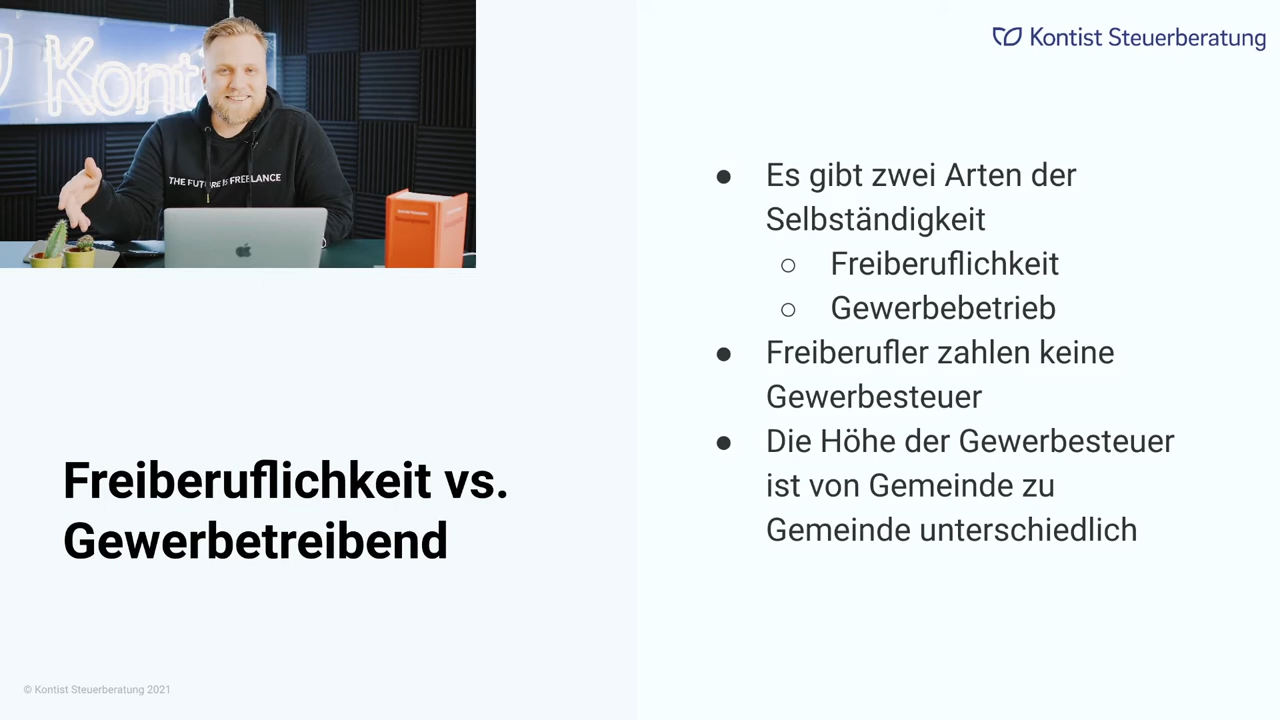 Kont
THE FUTURE IS FREELANCE
Kontist Steuerberatung
Es gibt zwei Arten der
Selbständigkeit
Freiberuflichkeit
Gewerbebetrieb
Freiberufler zahlen keine
Gewerbesteuer
Die Höhe der Gewerbesteuer
ist von Gemeinde zu
Gemeinde unterschiedlich
Freiberuflichkeit vs.
Gewerbetreibend
© Kontist Steuerberatung 2021